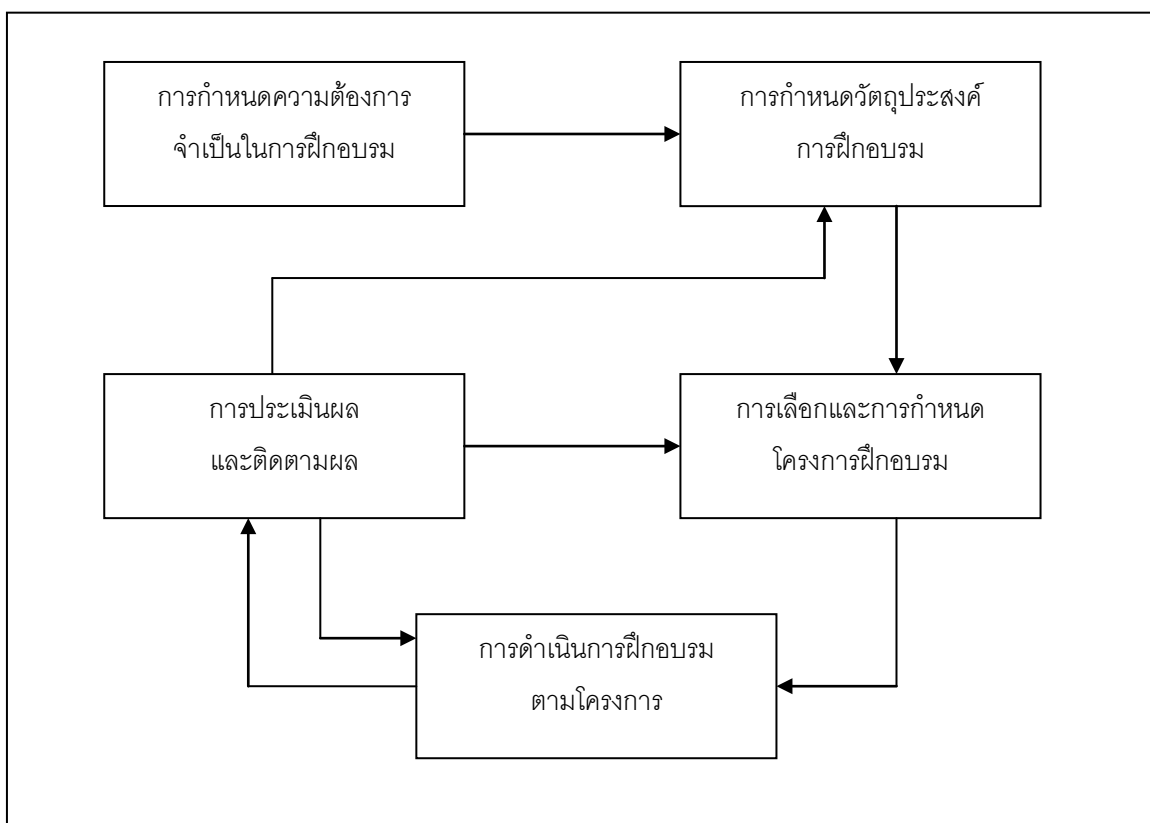 การกำหนดความต้องการ
จำเป็นในการฝึกอบรม
การกำหนดวัตถุประสงค์
การฝึกอบรม
การประเมินผล
และติดตามผล
การเลือกและการกำหนด
โครงการฝึกอบรม
การดำเนินการฝึกอบรม
ตามโครงการ